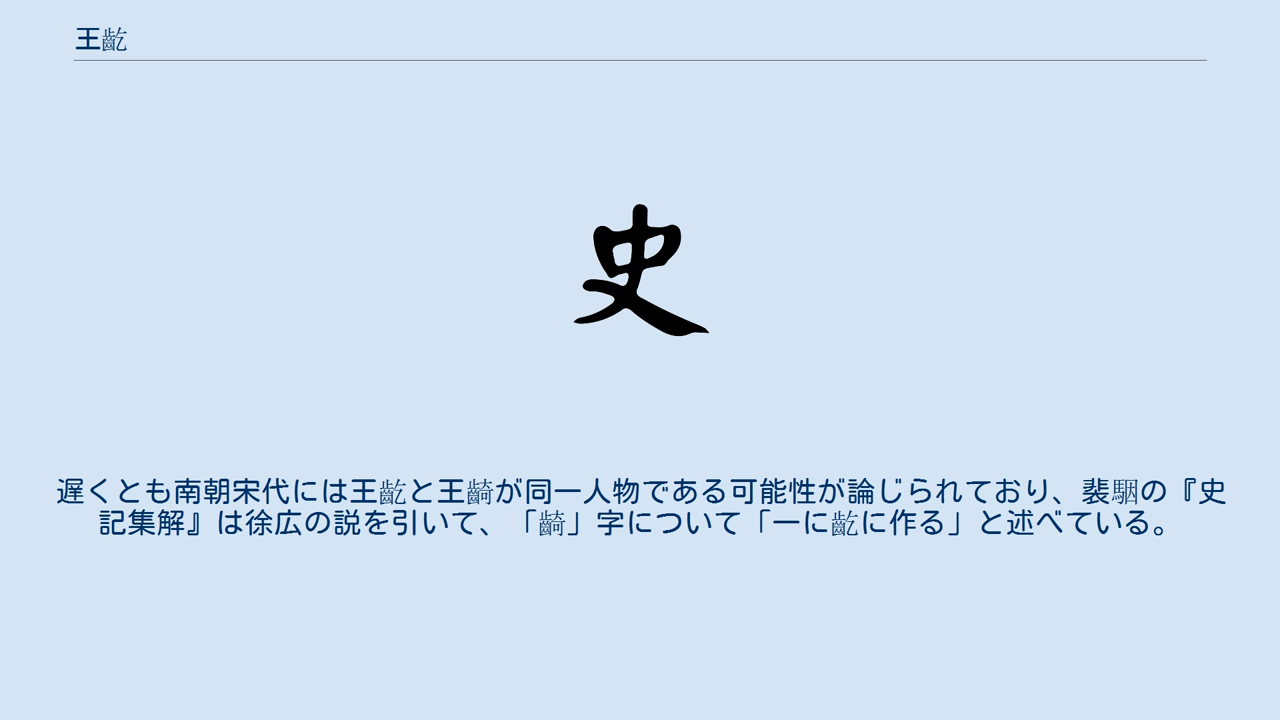 王齕
史
遅くとも南朝宋代には王齕と王齮が同一人物である可能性が論じられており、裴駰の『史
記集解』は徐広の説を引いて、「齮」字について「一に齕に作る」と述べている。